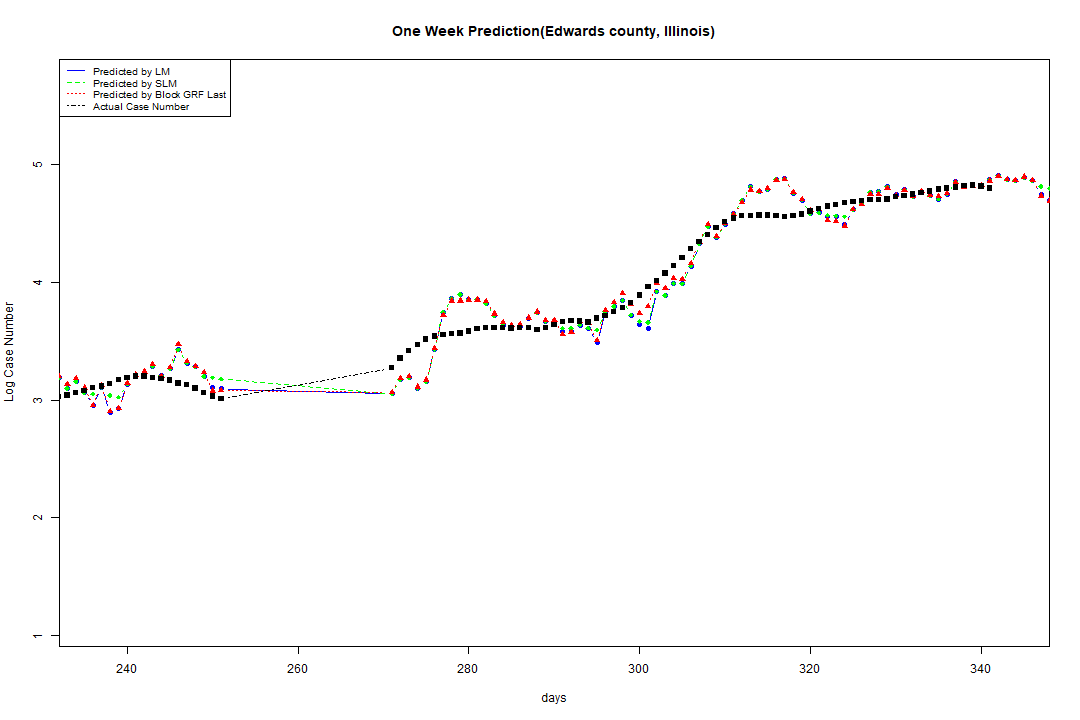 One Week Prediction(Edwards county, Illinois)
Predicted by LM
Predicted by SLM
Predicted by Block GRF Last
Actual Case Number
5
4
3
2
1
Log Case Number
240 260 280 300 320 340
days